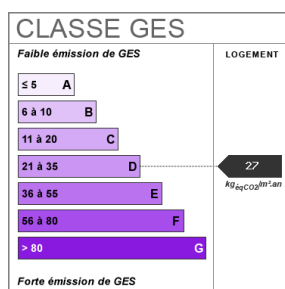 CLASSE GES
Faible émission de GES
LOGEMENT
≤ 5 A
6 à 10 B
11 à 20 C
21 à 35 D
27
kgéqCO2/m².an
36 à 55 E
56 à 80 F
> 80 G
Forte émission de GES